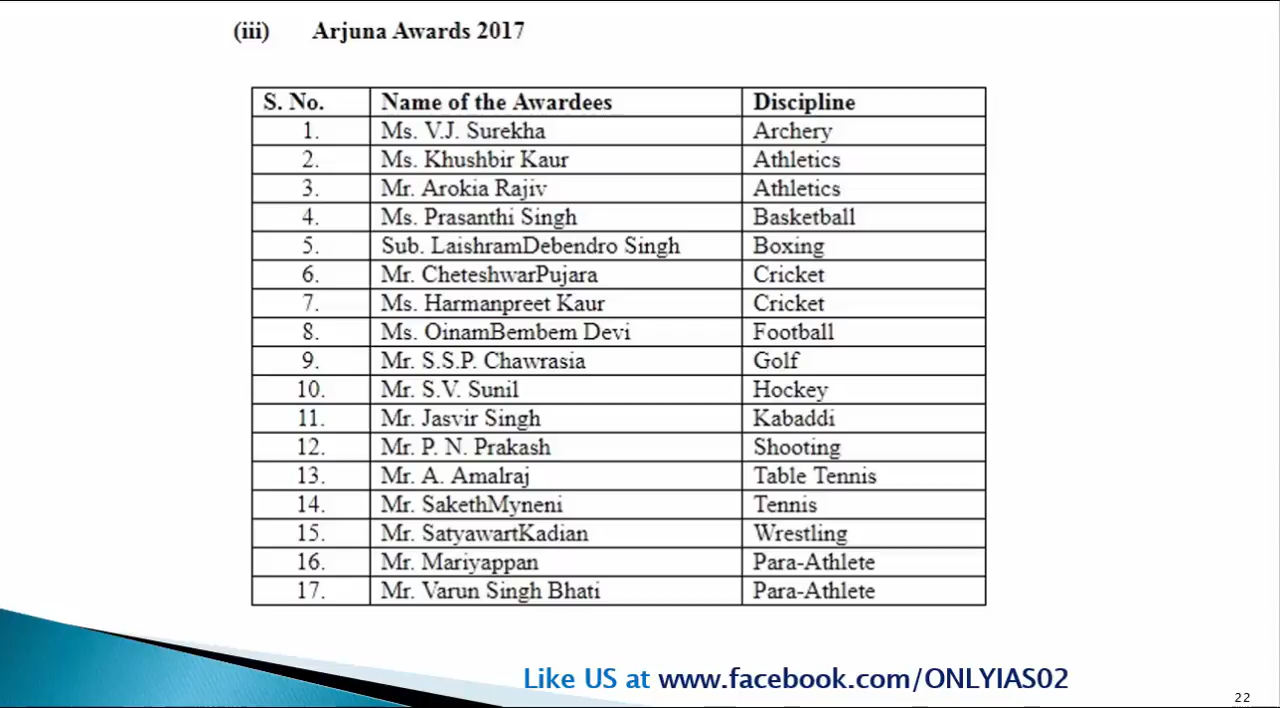 (iii) Arjuna Awards 2017
S. No. Name of the Awardees Discipline
1. Ms. V.J. Surekha Archery
2. Ms. Khushbir Kaur Athletics
3. Mr. Arokia Rajiv Athletics
4. Ms. Prasanthi Singh Basketball
5. Sub. LaishramDebendro Singh Boxing
6. Mr. CheteshwarPujara Cricket
7. Ms. Harmanpreet Kaur Cricket
8. Ms. OinamBembem Devi Football
9. Mr. S.S.P. Chawrasia Golf
10. Mr. S.V. Sunil Hockey
11. Mr. Jasvir Singh Kabaddi
12. Mr. P. N. Prakash Shooting
13. Mr. A. Amalraj Table Tennis
14. Mr. SakethMyneni Tennis
15. Mr. SatyawartKadian Wrestling
16. Mr. Mariyappan Para-Athlete
17. Mr. Varun Singh Bhati Para-Athlete
Like US at www.facebook.com/ONLYIAS02
22